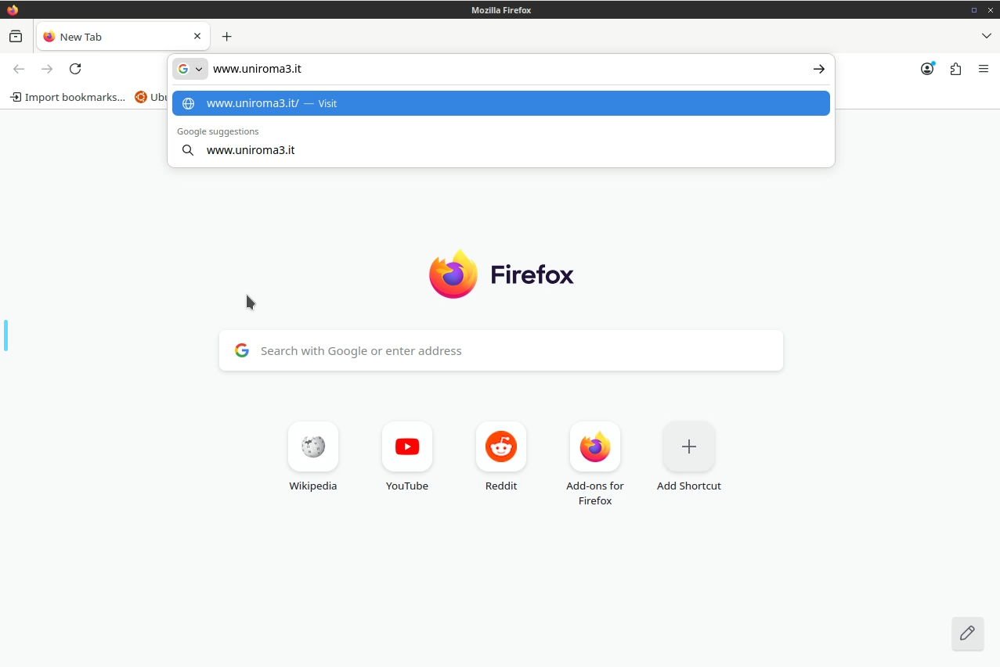 Mozilla Firefox
New Tab
www.uniroma3.it
Import bookmarks...
Ubu
www.uniroma3.it/ — Visit
Google suggestions
www.uniroma3.it
Firefox
Search with Google or enter address
Wikipedia
YouTube
Reddit
Add-ons for
Firefox
Add Shortcut